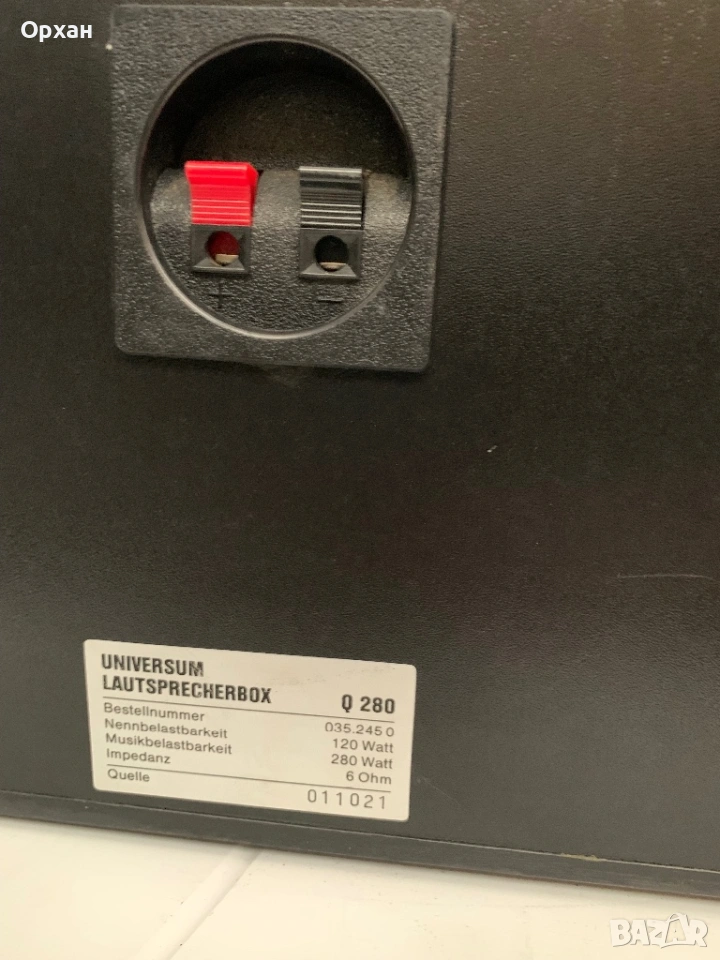 Орхан
+ −
UNIVERSUM
LAUTSPRECHERBOX Q 280
Bestellnummer 035.245 0
Nennbelastbarkeit 120 Watt
Musikbelastbarkeit 280 Watt
Impedanz 6 Ohm
Quelle 011021
BAZAR